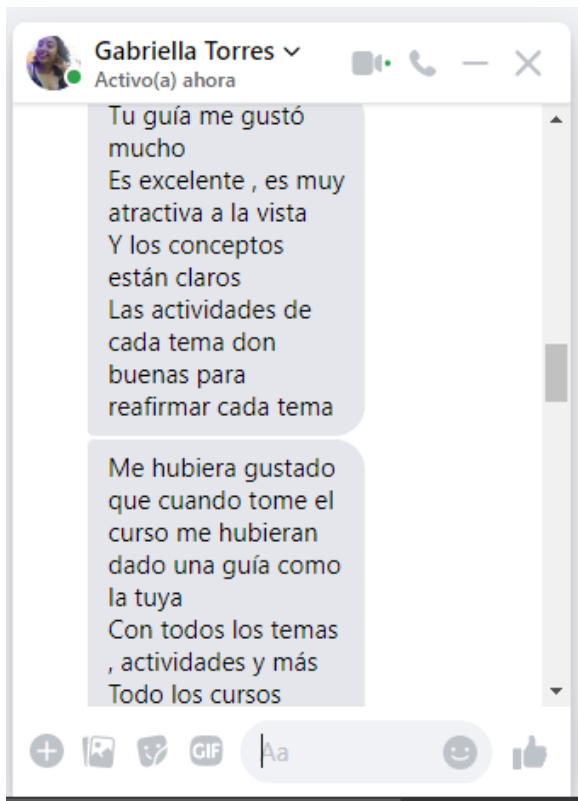 Gabriella Torres
Activo(a) ahora
Tu guía me gustó
mucho
Es excelente , es muy
atractiva a la vista
Y los conceptos
están claros
Las actividades de
cada tema don
buenas para
reafirmar cada tema
Me hubiera gustado
que cuando tome el
curso me hubieran
dado una guía como
la tuya
Con todos los temas
, actividades y más
Todo los cursos
GIF
Aa